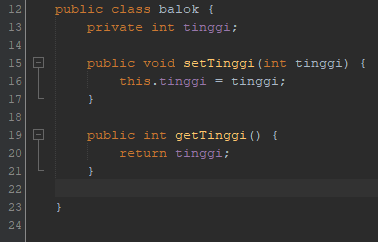 12 public class balok {
13     private int tinggi;
14
15     public void setTinggi(int tinggi) {
16         this.tinggi = tinggi;
17     }
18
19     public int getTinggi() {
20         return tinggi;
21     }
22
23 }
24